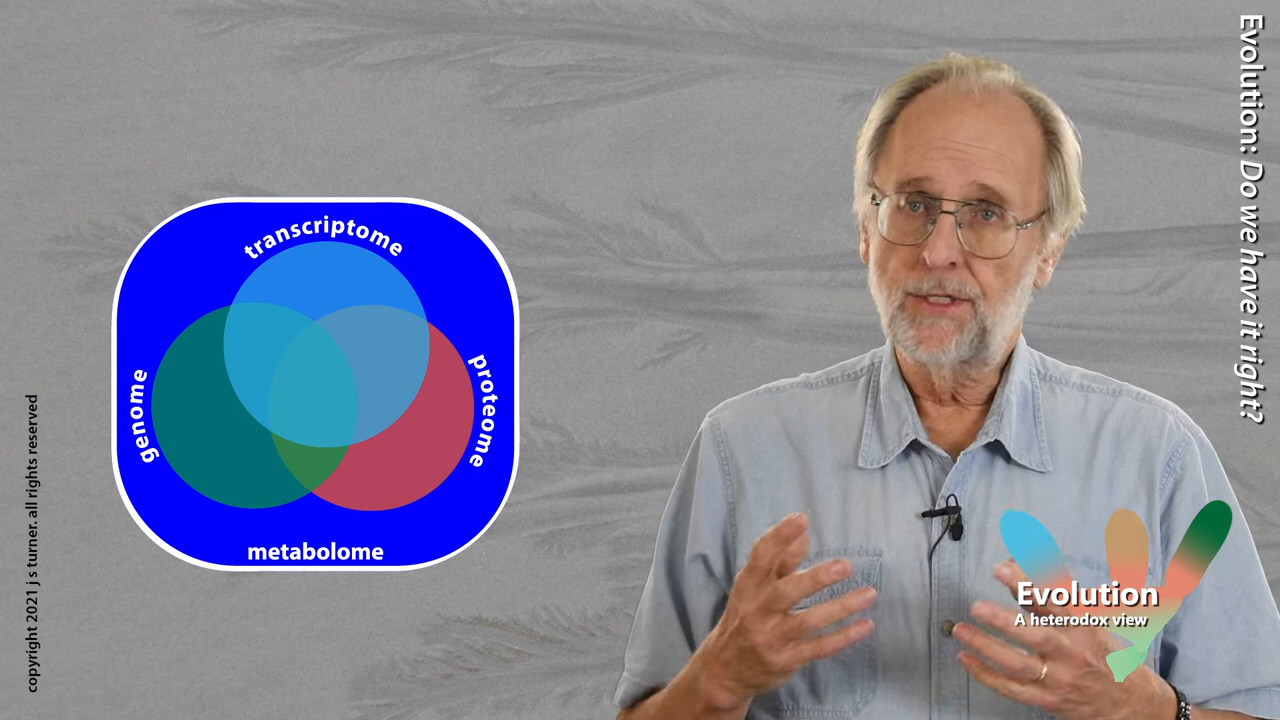 transcriptome
genome
proteome
metabolome
copyright 2021 j s turner. all rights reserved
Evolution: Do we have it right?
Evolution
A heterodox view